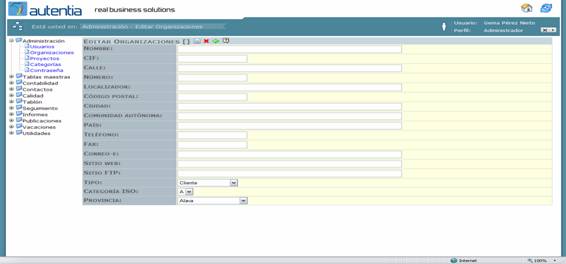 autentia real business solutions
Está usted en: Administración - Editar Organizaciones
Usuario: Gema Pérez Nieto
Perfil: Administrador
Administración
Usuarios
Organizaciones
Proyectos
Categorías
Contraseña
Tablas maestras
Contabilidad
Contactos
Calidad
Tablón
Seguimiento
Informes
Publicaciones
Vacaciones
Utilidades
Editar Organizaciones []
Nombre:
CIF:
Calle:
Número:
Localizador:
Código postal:
Ciudad:
Comunidad autónoma:
País:
Teléfono:
Fax:
Correo-e:
Sitio web:
Sitio FTP:
Tipo: Cliente
Categoría ISO: A
Provincia: Alava
Internet 100%